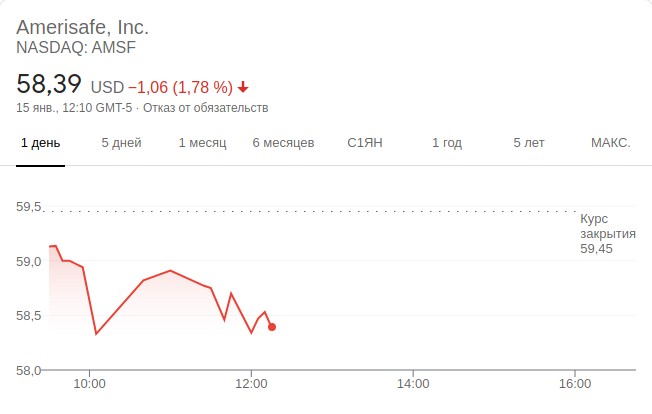 Amerisafe, Inc.
NASDAQ: AMSF
58,39 USD −1,06 (1,78 %)
15 янв., 12:10 GMT-5 · Отказ от обязательств
1 день 5 дней 1 месяц 6 месяцев С1ЯН 1 год 5 лет МАКС.
59,5
Курс
закрытия
59,45
59,0
58,5
58,0
10:00 12:00 14:00 16:00